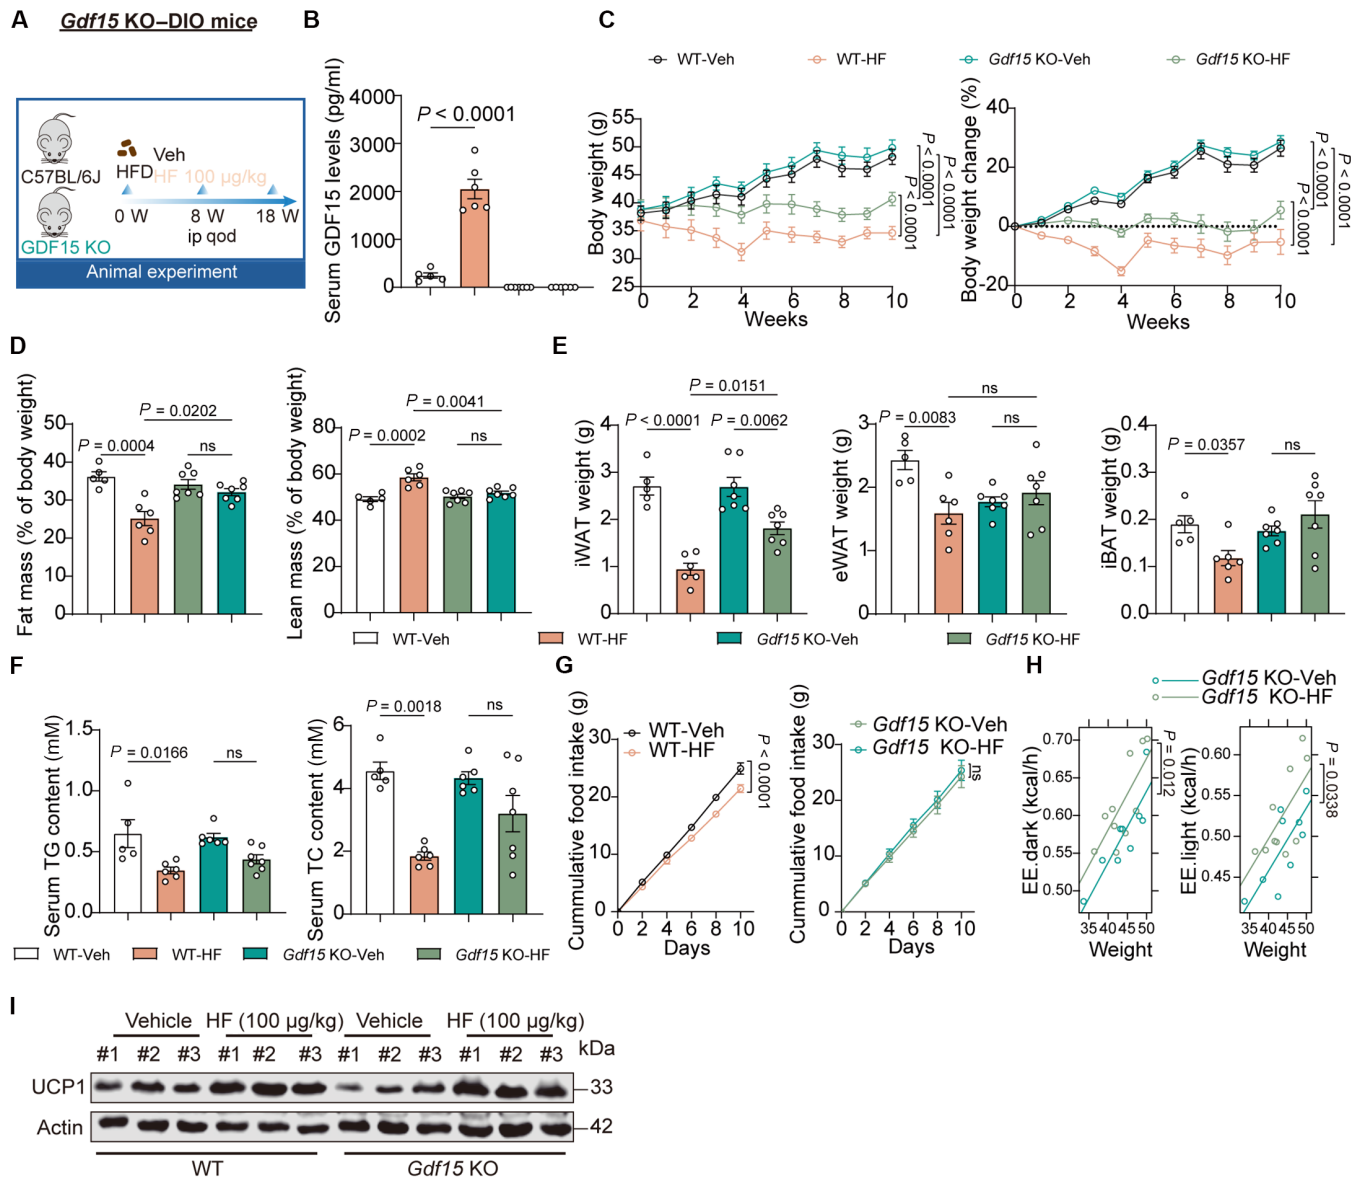 A
Gdf15 KO–DIO mice
C57BL/6J
GDF15 KO
Veh
HFD
HF 100 µg/kg
0 W
8 W
18 W
ip qod
Animal experiment
B
Serum GDF15 levels (pg/ml)
4000
3000
2000
1000
0
P < 0.0001
C
WT-Veh
WT-HF
Gdf15 KO-Veh
Gdf15 KO-HF
Body weight (g)
55
50
45
40
35
30
25
0 2 4 6 8 10
Weeks
P < 0.0001
P < 0.0001
P < 0.0001
Body weight change (%)
40
20
0
-20
0 2 4 6 8 10
Weeks
P < 0.0001
P < 0.0001
P < 0.0001
D
Fat mass (% of body weight)
50
40
30
20
10
0
P = 0.0202
P = 0.0004
ns
Lean mass (% of body weight)
80
60
40
20
0
P = 0.0041
P = 0.0002
ns
E
iWAT weight (g)
4
3
2
1
0
P = 0.0151
P < 0.0001
P = 0.0062
eWAT weight (g)
3
2
1
0
ns
P = 0.0083
ns
iBAT weight (g)
0.4
0.3
0.2
0.1
0.0
P = 0.0357
ns
WT-Veh
WT-HF
Gdf15 KO-Veh
Gdf15 KO-HF
F
Serum TG content (mM)
1.5
1.0
0.5
0.0
P = 0.0166
ns
Serum TC content (mM)
6
4
2
0
P = 0.0018
ns
WT-Veh
WT-HF
Gdf15 KO-Veh
Gdf15 KO-HF
G
Cummulative food intake (g)
30
20
10
0
WT-Veh
WT-HF
P < 0.0001
0 2 4 6 8 10
Days
Cummulative food intake (g)
30
20
10
0
Gdf15 KO-Veh
Gdf15 KO-HF
ns
0 2 4 6 8 10
Days
H
Gdf15 KO-Veh
Gdf15 KO-HF
EE.dark (kcal/h)
0.70
0.65
0.60
0.55
0.50
P = 0.012
35 40 45 50
Weight
EE.light (kcal/h)
0.60
0.55
0.50
0.45
P = 0.0338
35 40 45 50
Weight
I
Vehicle HF (100 µg/kg) Vehicle HF (100 µg/kg)
#1 #2 #3 #1 #2 #3 #1 #2 #3 #1 #2 #3 kDa
UCP1 33
Actin 42
WT Gdf15 KO